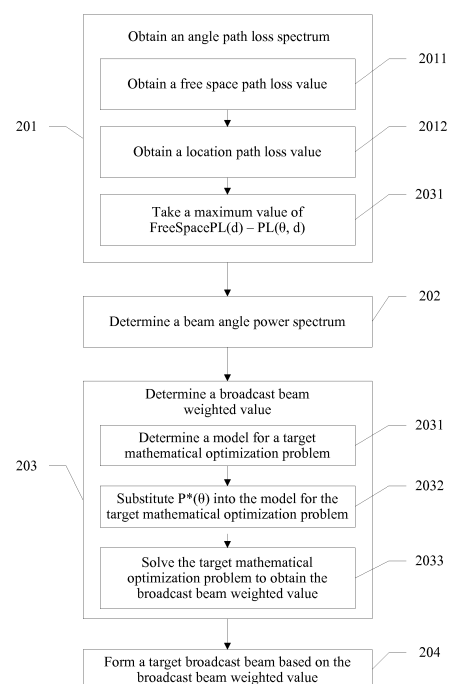 Obtain an angle path loss spectrum
2011
Obtain a free space path loss value
201
2012
Obtain a location path loss value
2031
Take a maximum value of
FreeSpacePL(d) – PL(θ, d)
202
Determine a beam angle power spectrum
Determine a broadcast beam
weighted value
2031
Determine a model for a target
mathematical optimization problem
203
2032
Substitute P*(θ) into the model for the
target mathematical optimization problem
2033
Solve the target mathematical
optimization problem to obtain the
broadcast beam weighted value
204
Form a target broadcast beam based on the
broadcast beam weighted value